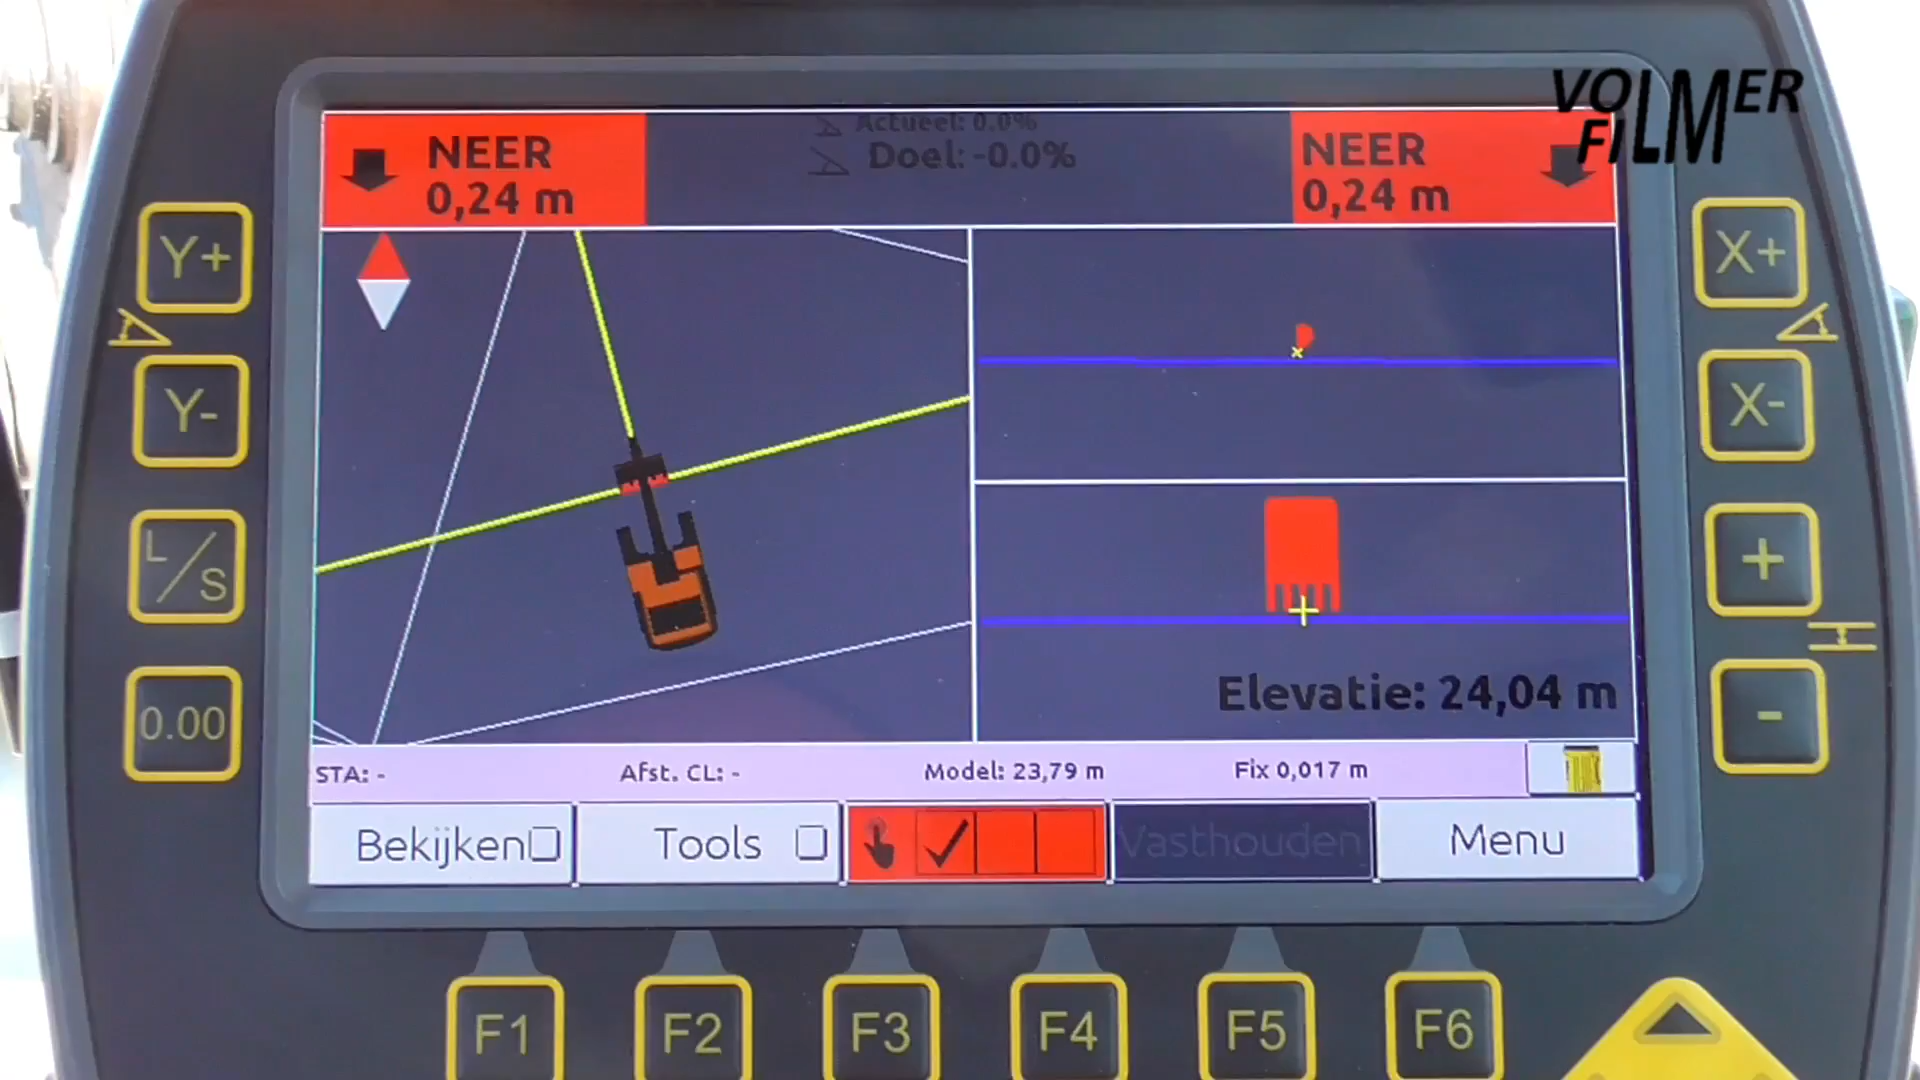 VOLMER
FILM
NEER
0,24 m
Actueel: 0.0%
Doel: -0.0%
NEER
0,24 m
Y+
X+
Y-
X-
L/S
+
0.00
-
Elevatie: 24,04 m
STA: -
Afst. CL: -
Model: 23,79 m
Fix 0,017 m
Bekijken
Tools
Vasthouden
Menu
F1
F2
F3
F4
F5
F6